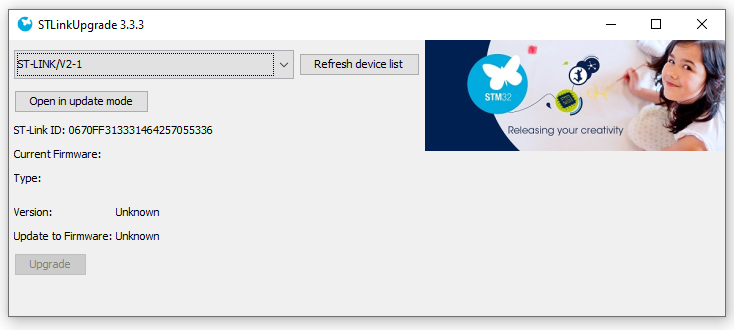 STLinkUpgrade 3.3.3
ST-LINK/V2-1
Refresh device list
Open in update mode
STM32
Releasing your creativity
ST-Link ID: 0670FF313331464257055336
Current Firmware:
Type:
Version: Unknown
Update to Firmware: Unknown
Upgrade